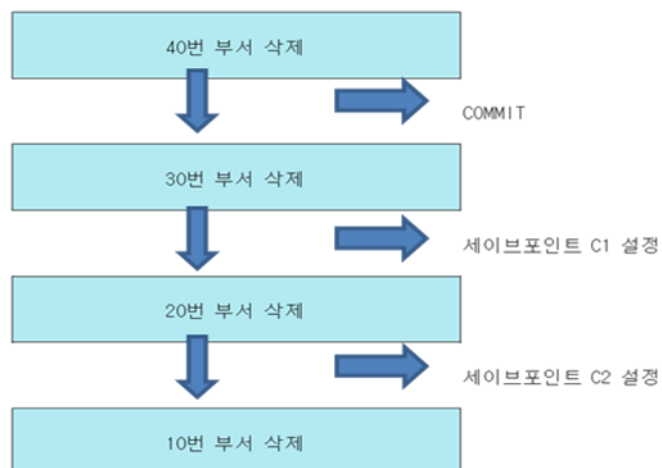 40번 부서 삭제
COMMIT
30번 부서 삭제
세이브포인트 C1 설정
20번 부서 삭제
세이브포인트 C2 설정
10번 부서 삭제